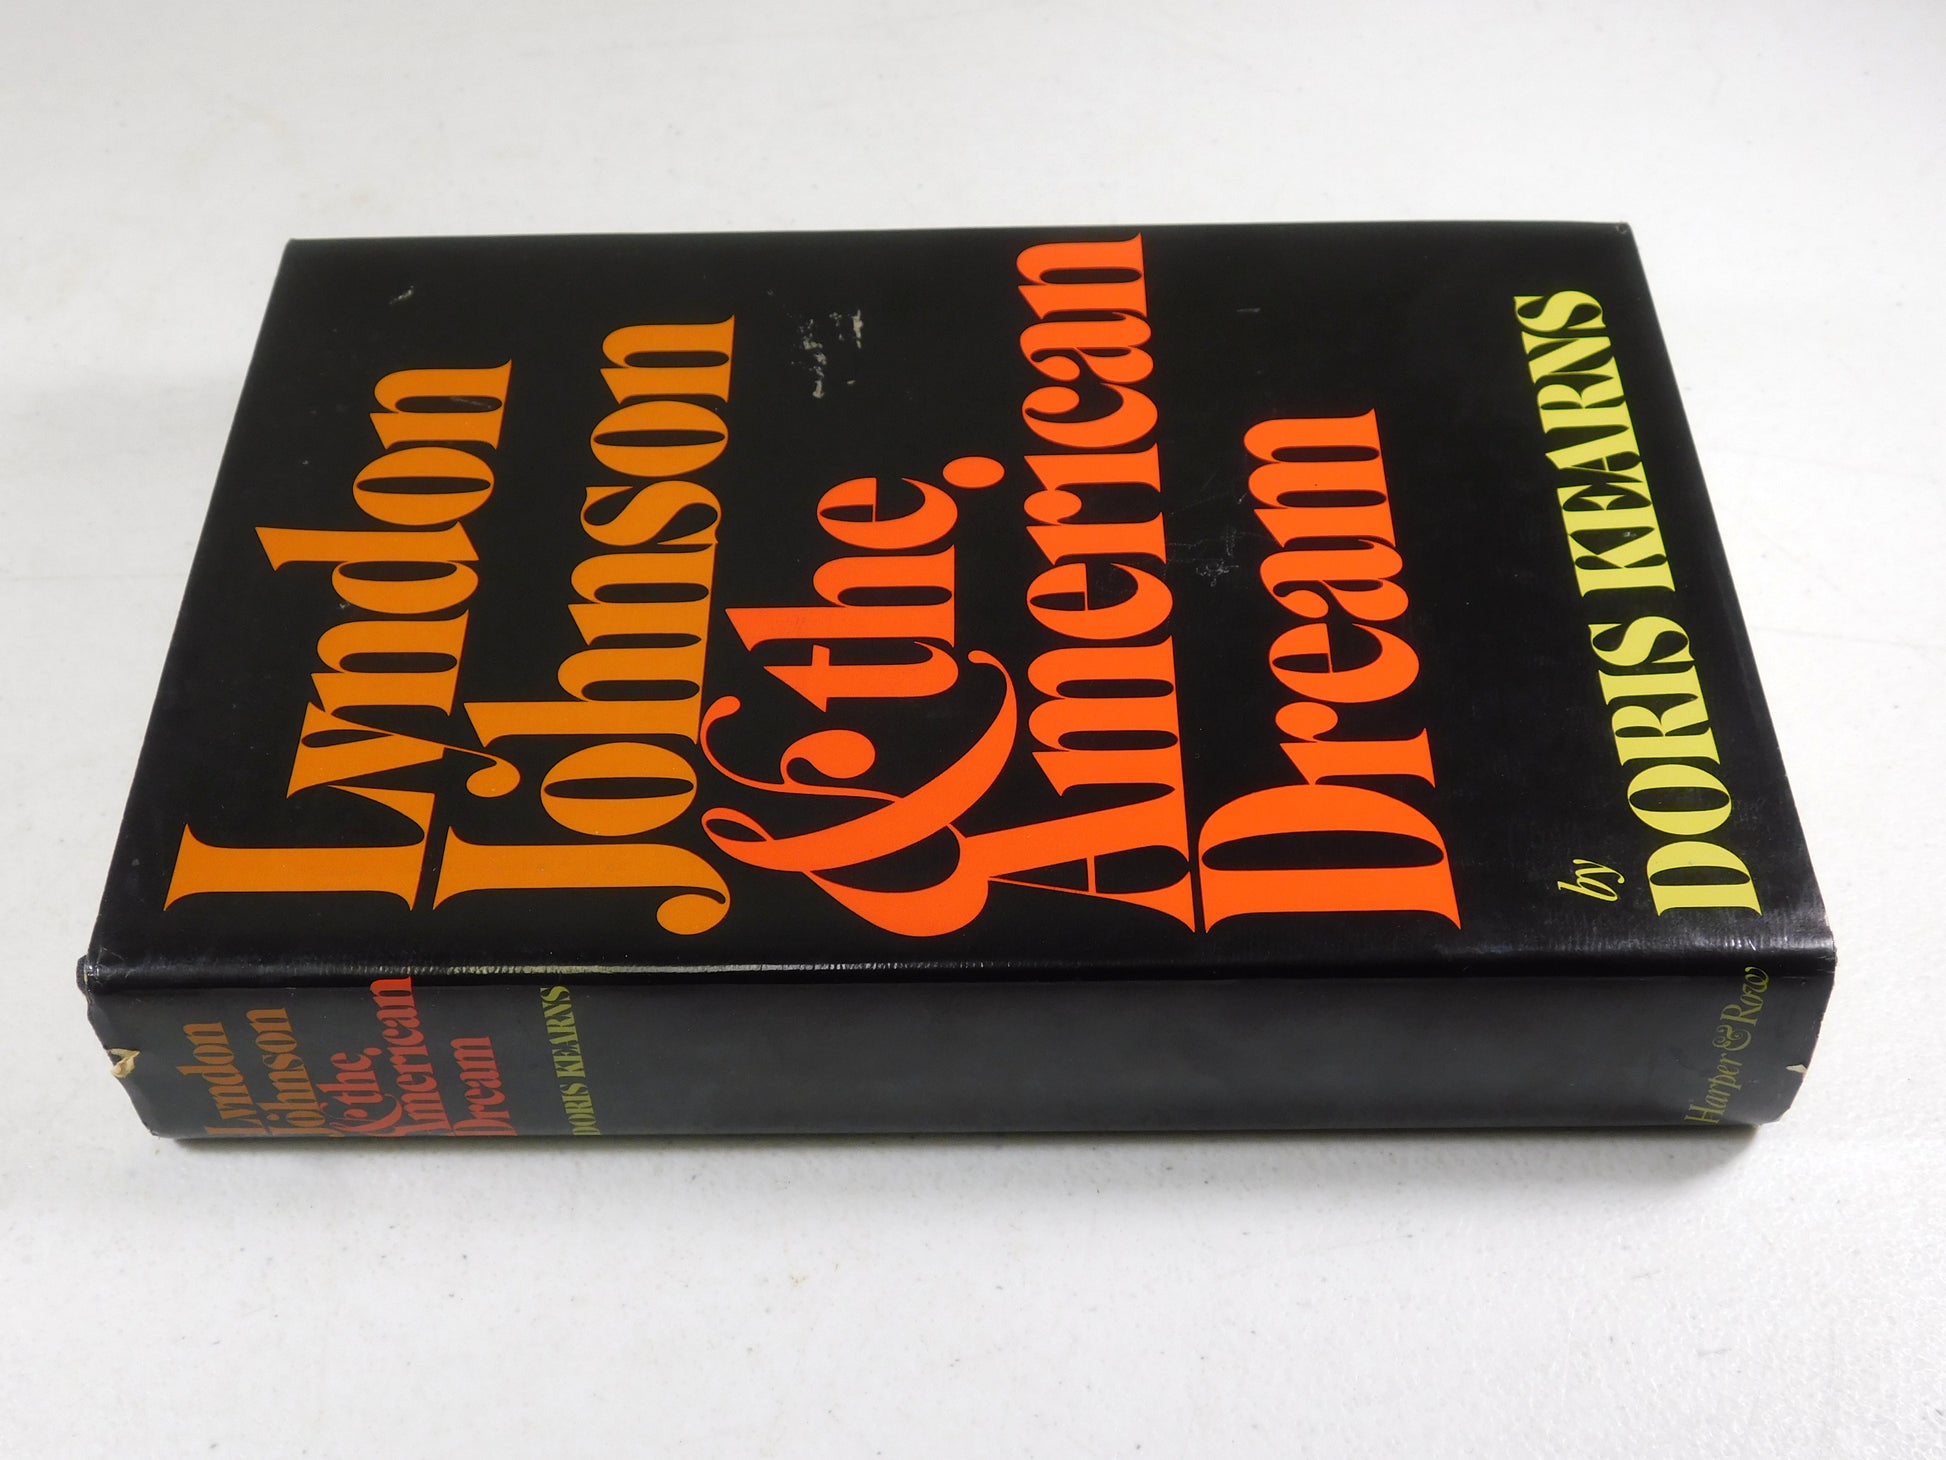 Lyndon
Johnson
& the
American
Dream
by
DORIS KEARNS
Lyndon
Johnson
& the
American
Dream
DORIS KEARNS
Harper & Row